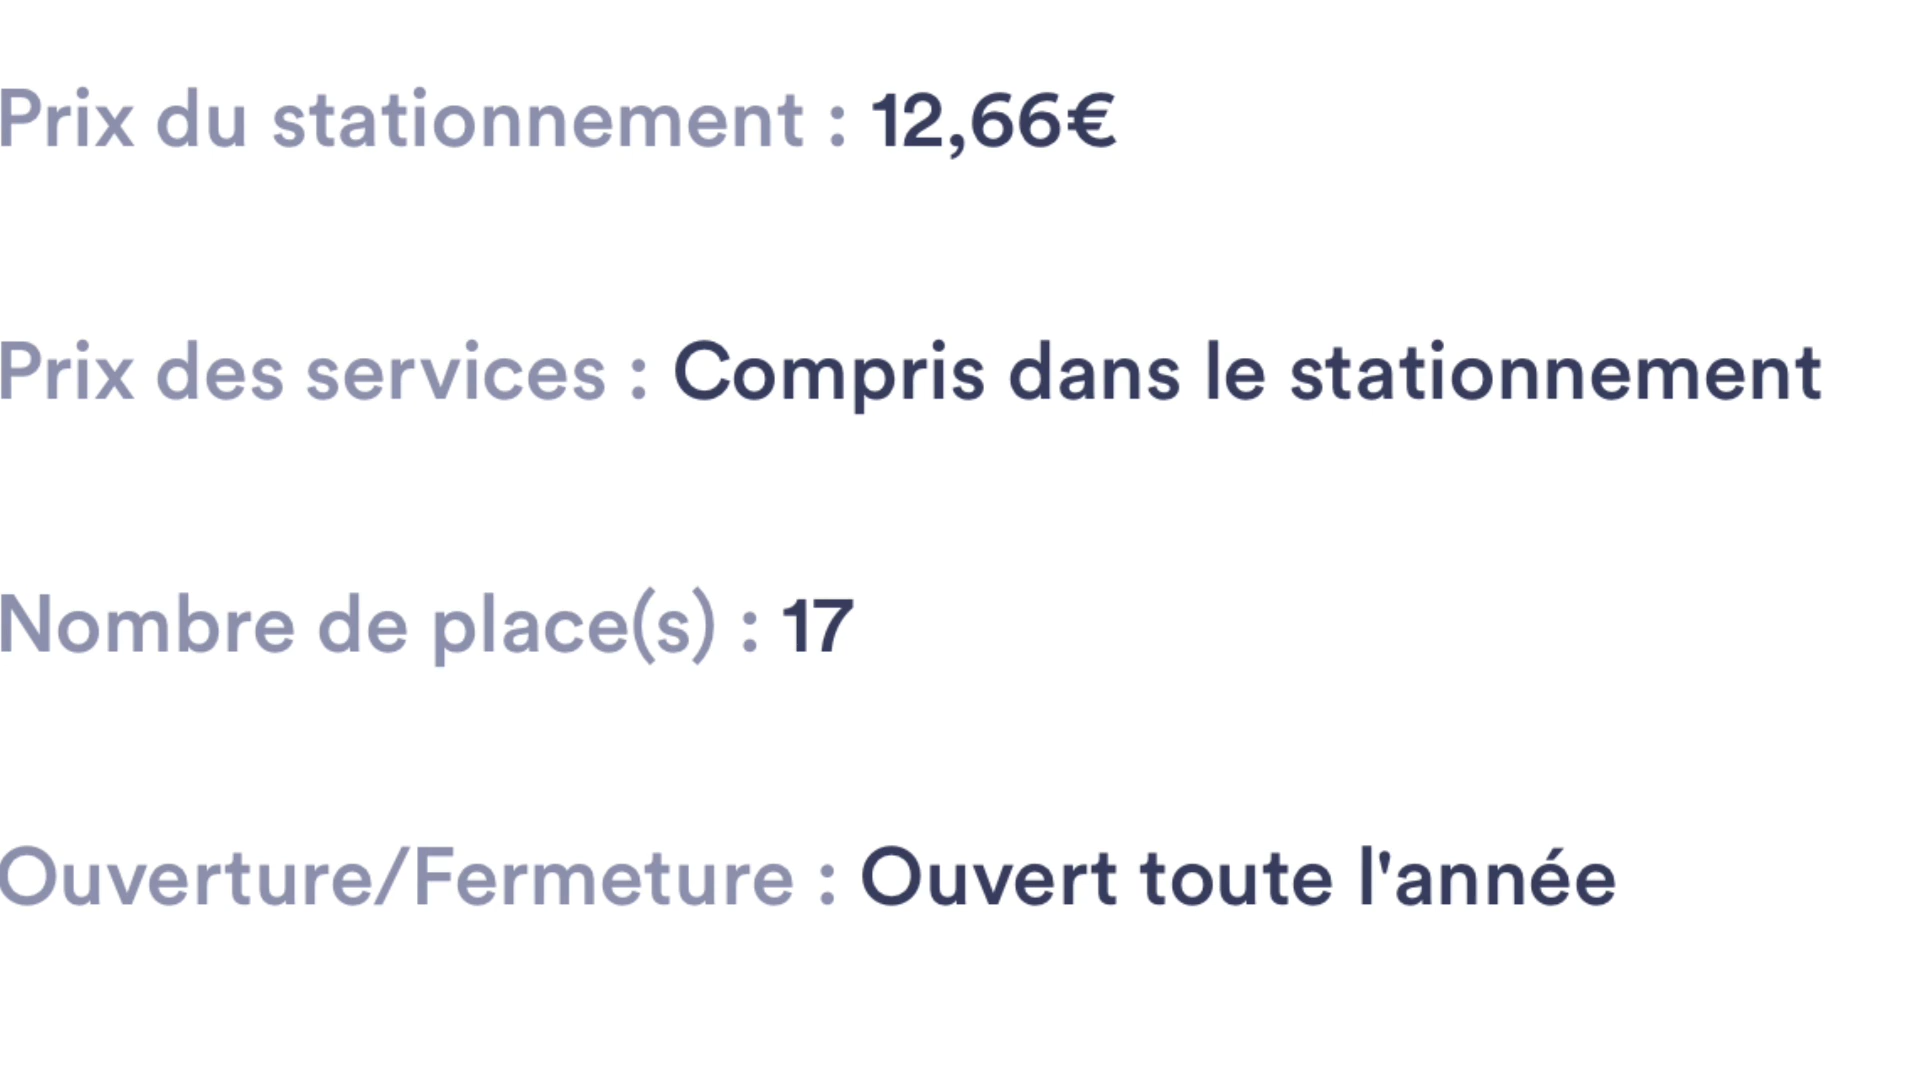 Prix du stationnement : 12,66€
Prix des services : Compris dans le stationnement
Nombre de place(s) : 17
Ouverture/Fermeture : Ouvert toute l'année